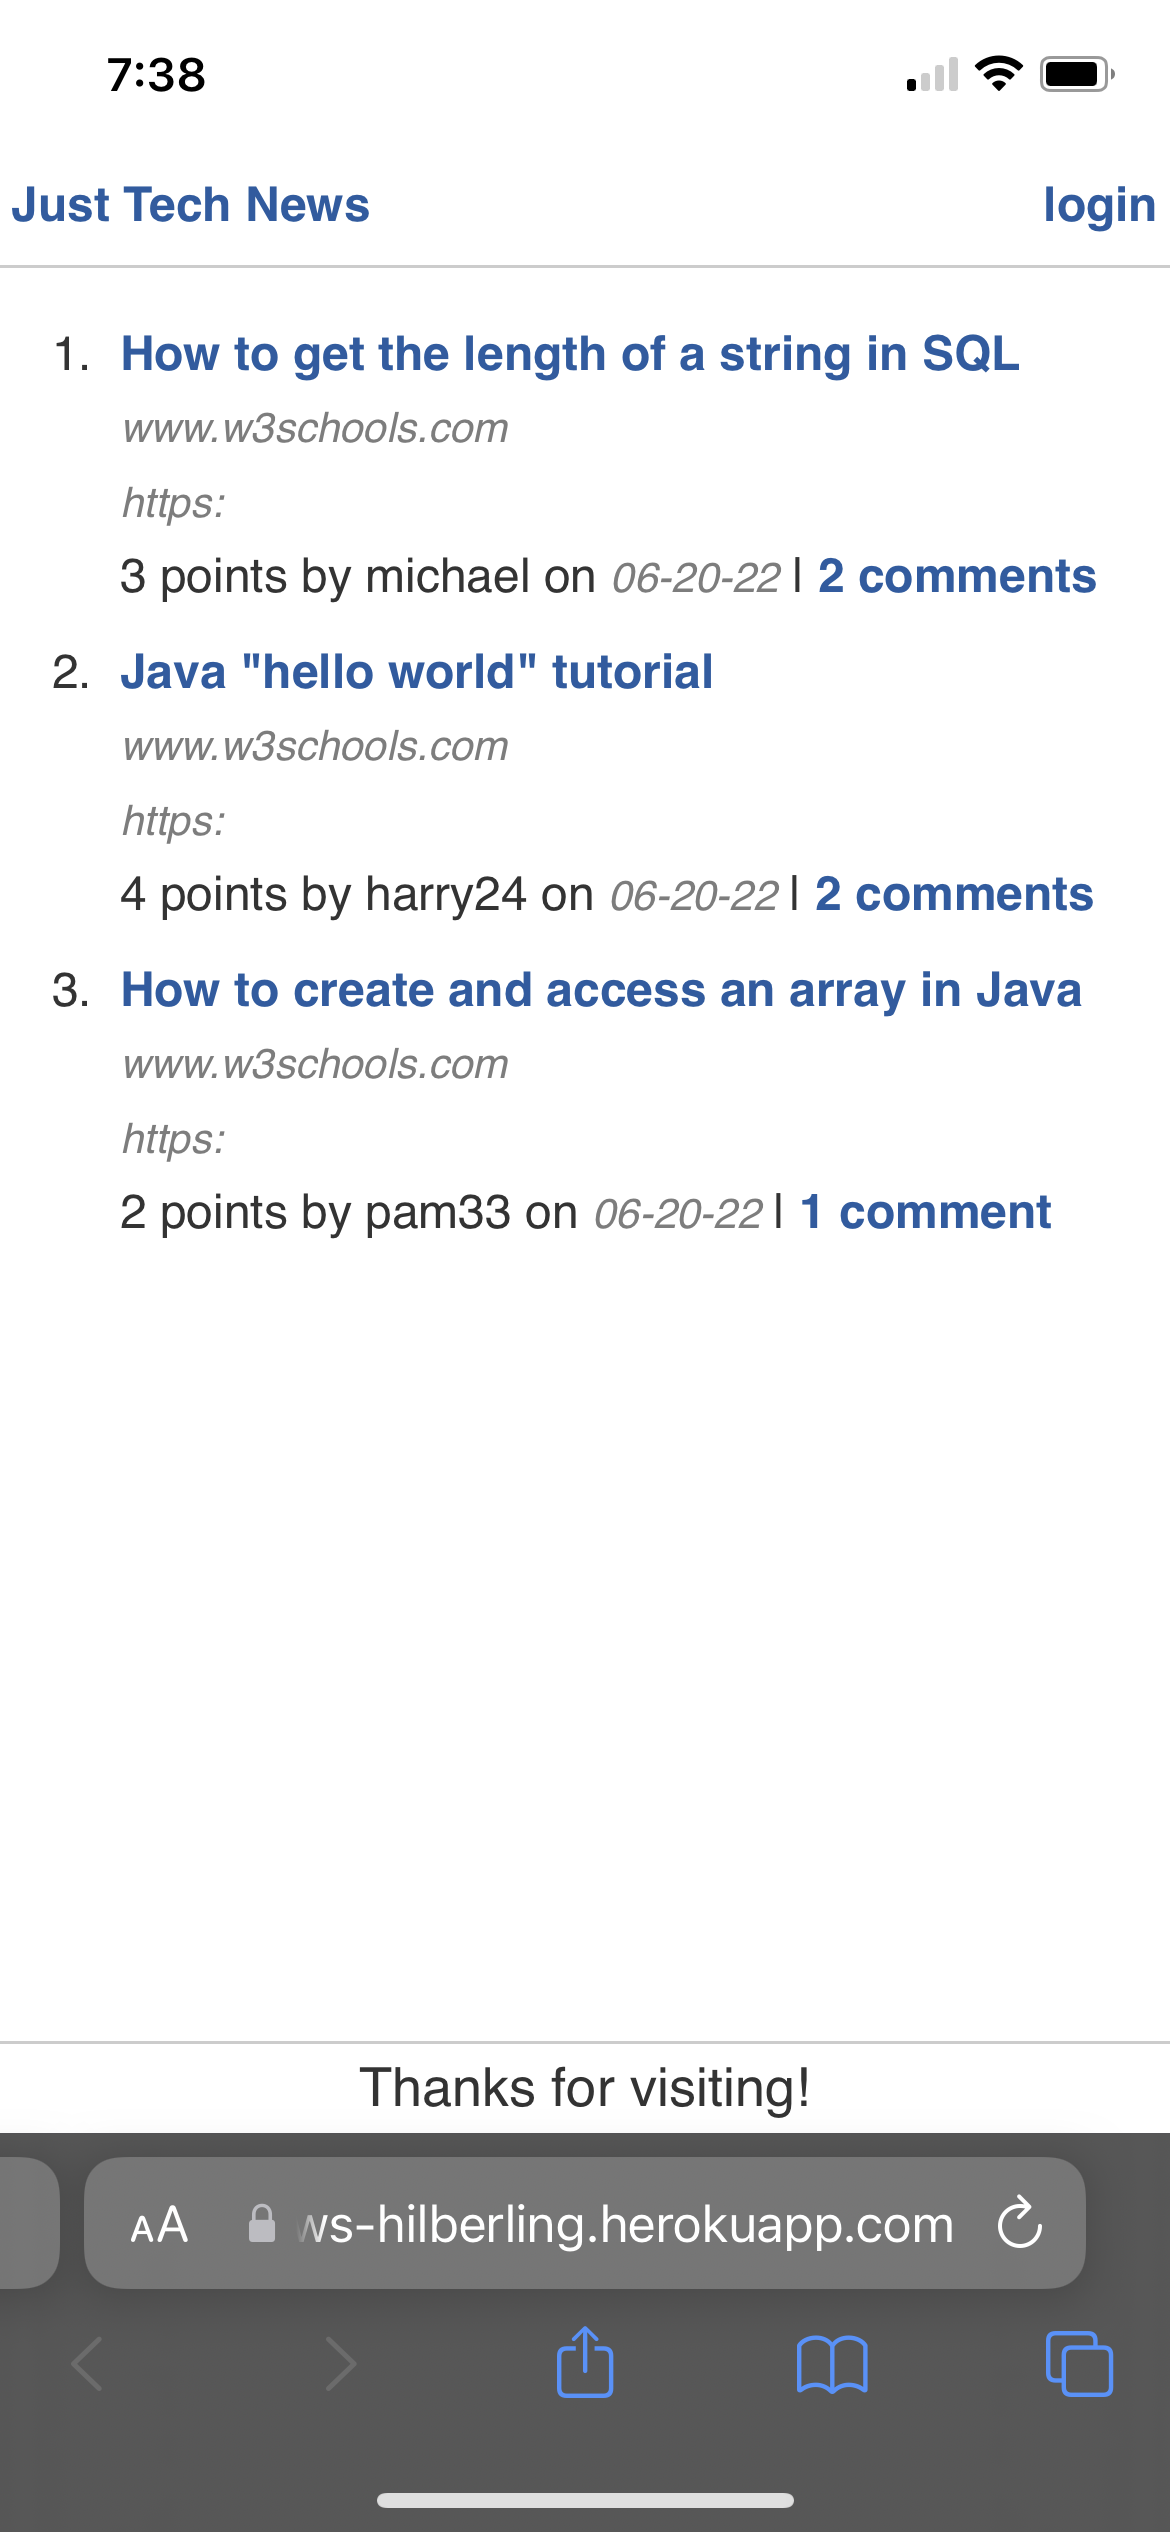 7:38
Just Tech News login
1. How to get the length of a string in SQL
www.w3schools.com
https:
3 points by michael on 06-20-22 | 2 comments
2. Java "hello world" tutorial
www.w3schools.com
https:
4 points by harry24 on 06-20-22 | 2 comments
3. How to create and access an array in Java
www.w3schools.com
https:
2 points by pam33 on 06-20-22 | 1 comment
Thanks for visiting!
AA ws-hilberling.herokuapp.com